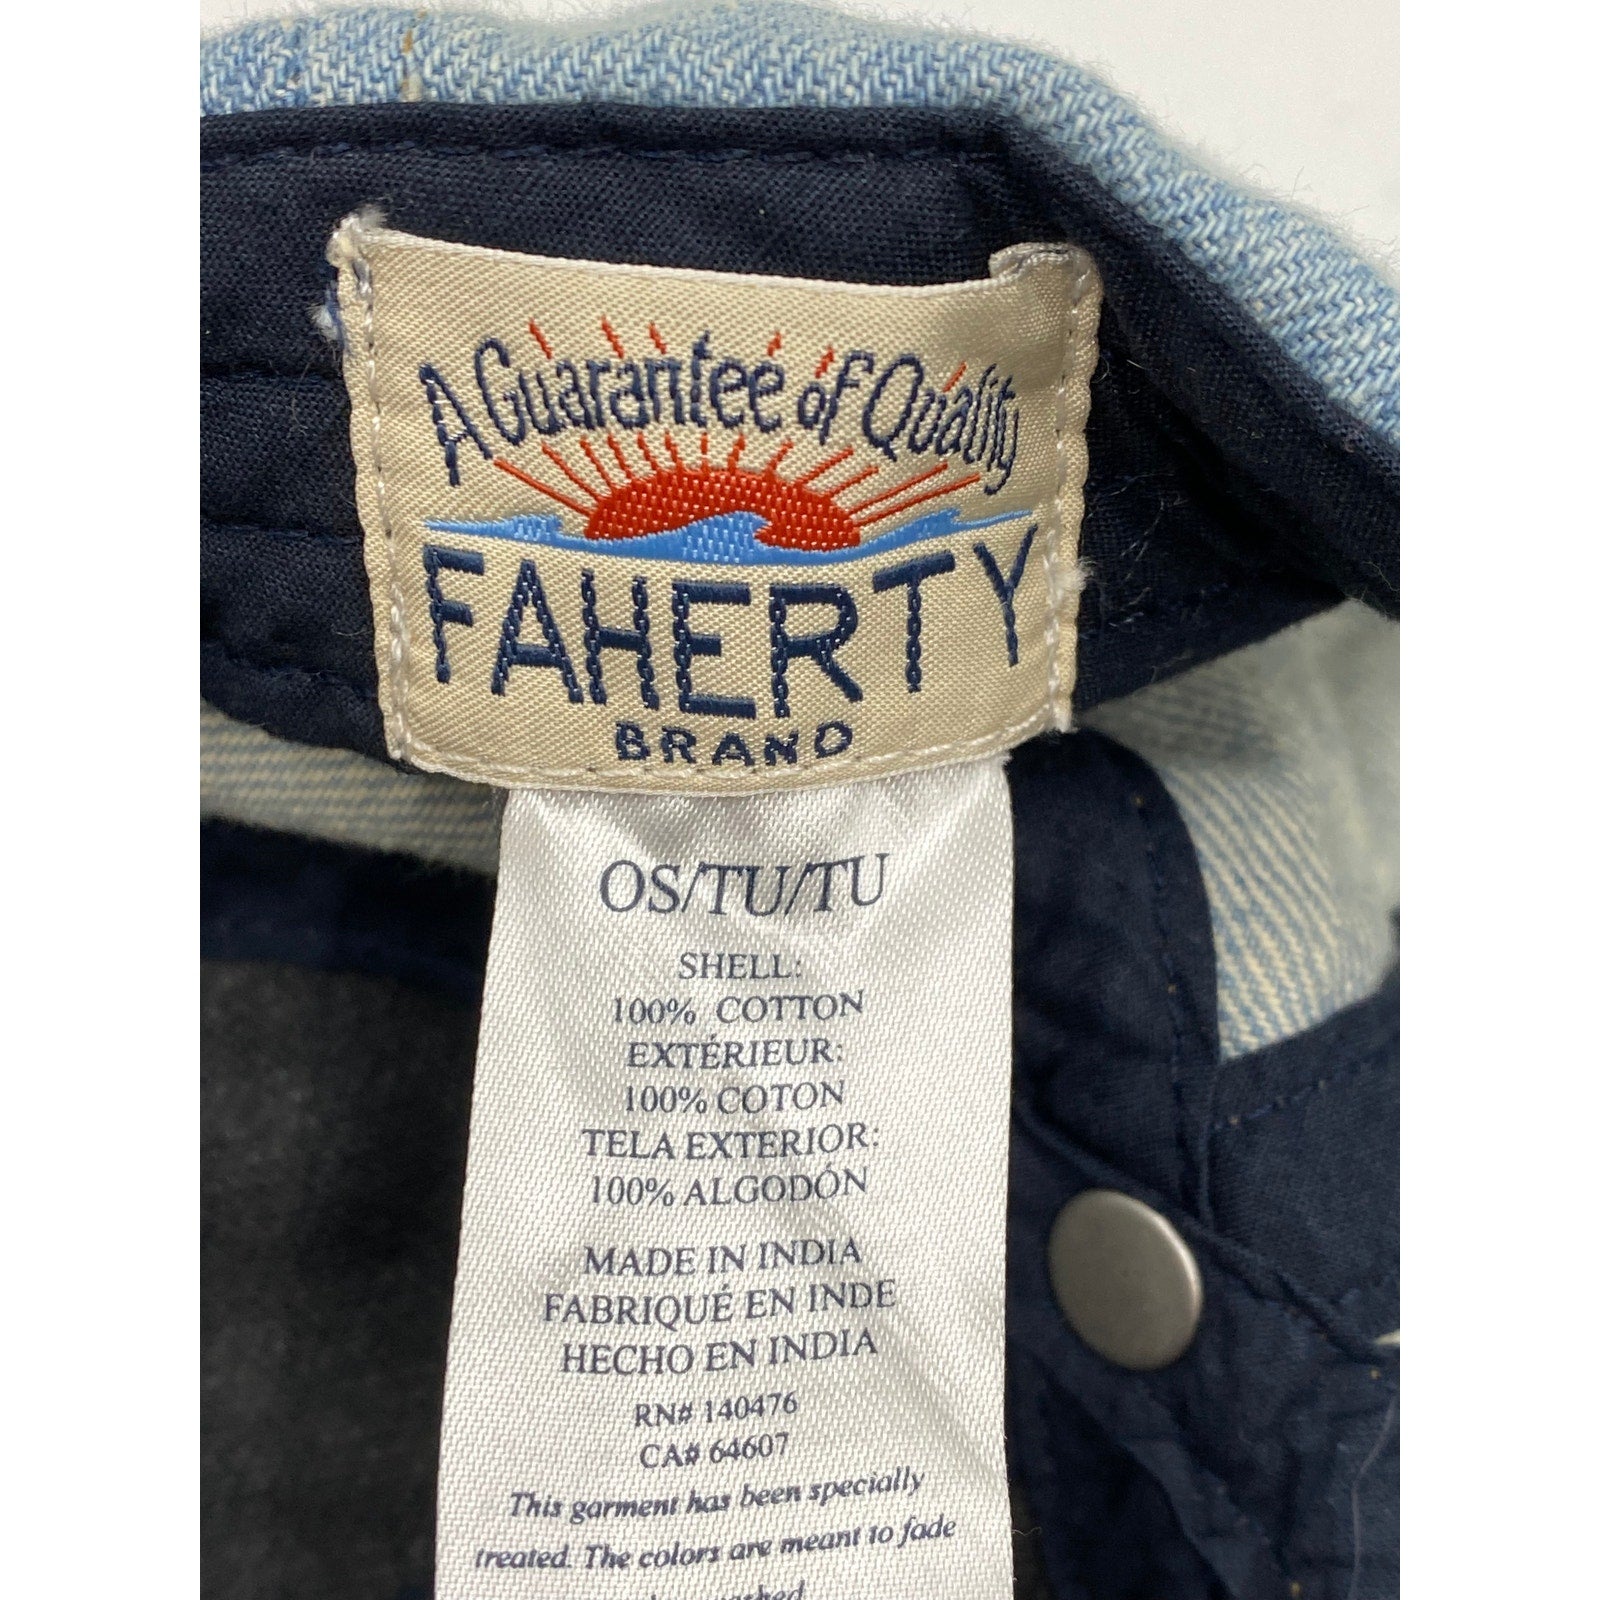 A Guarantee of Quality
FAHERTY
BRAND
OS/TU/TU
SHELL:
100% COTTON
EXTÉRIEUR:
100% COTON
TELA EXTERIOR:
100% ALGODÓN
MADE IN INDIA
FABRIQUÉ EN INDE
HECHO EN INDIA
RN# 140476
CA# 64607
This garment has been specially
treated. The colors are meant to fade